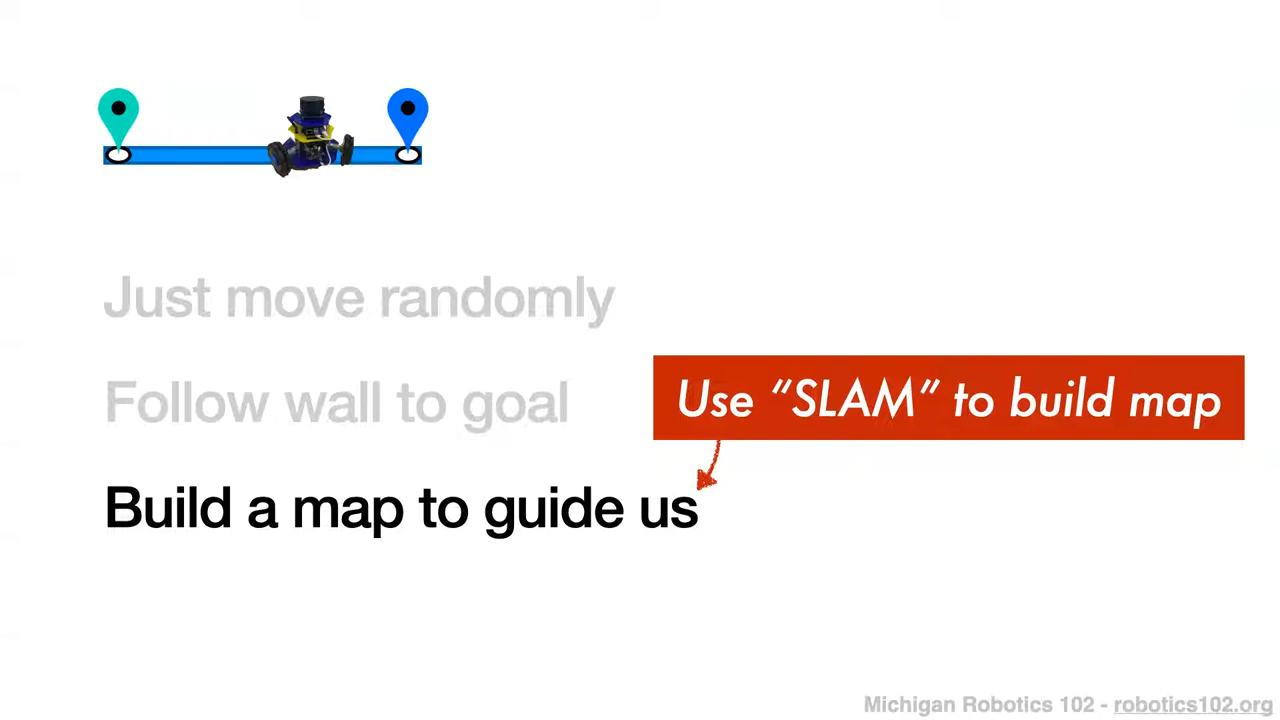 Just move randomly
Follow wall to goal
Use “SLAM” to build map
Build a map to guide us
Michigan Robotics 102 - robotics102.org